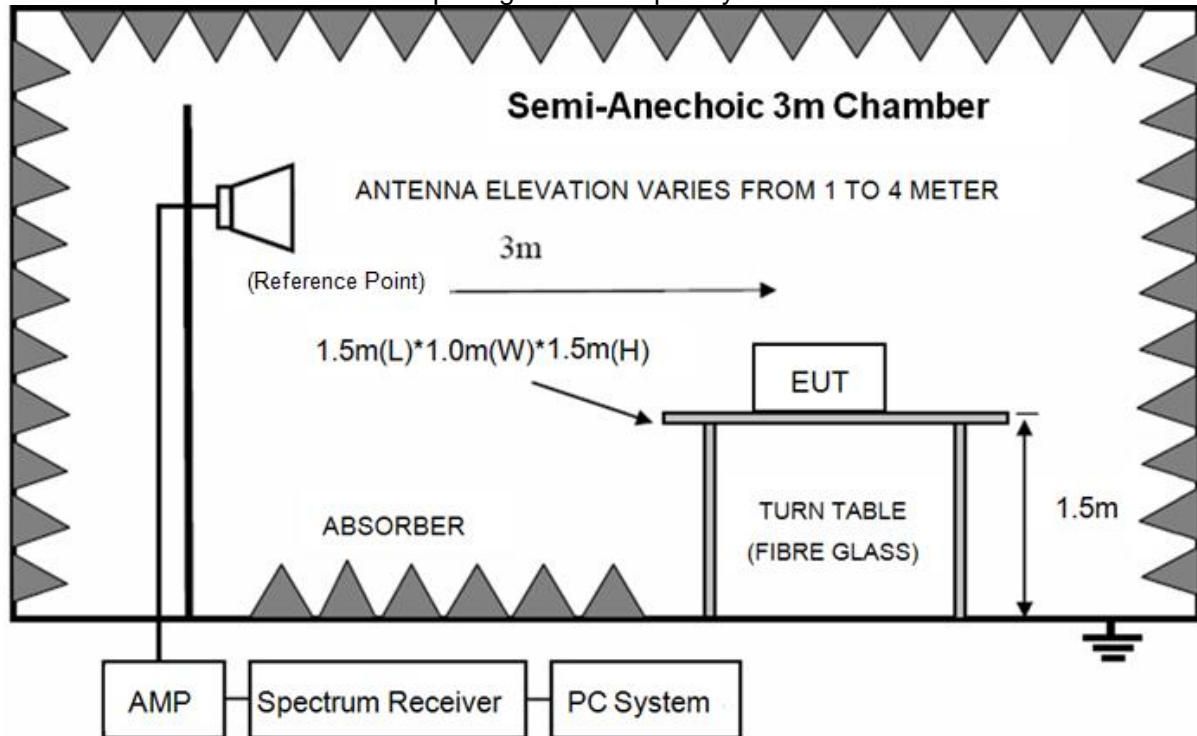 Semi-Anechoic 3m Chamber
ANTENNA ELEVATION VARIES FROM 1 TO 4 METER
3m
(Reference Point)
1.5m(L)*1.0m(W)*1.5m(H)
EUT
ABSORBER
TURN TABLE
(FIBRE GLASS)
1.5m
AMP
Spectrum Receiver
PC System